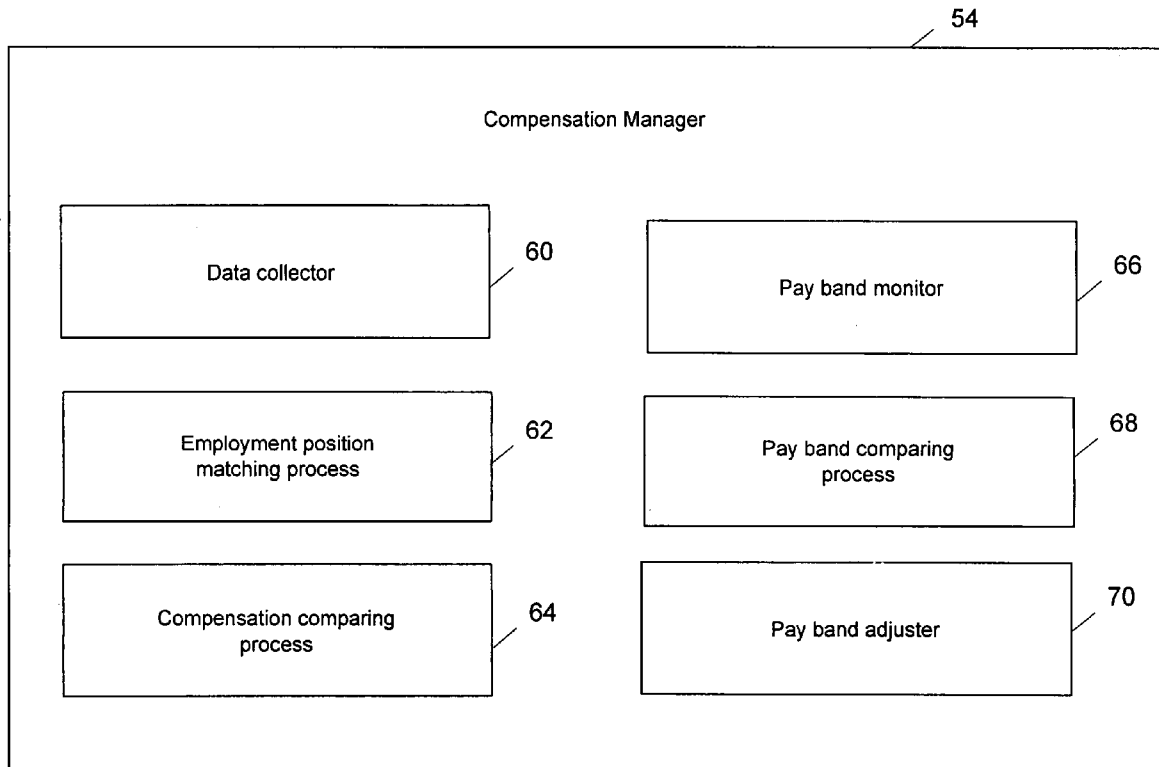 54
Compensation Manager
Data collector
60
Employment position
matching process
62
Compensation comparing
process
64
Pay band monitor
66
Pay band comparing
process
68
Pay band adjuster
70